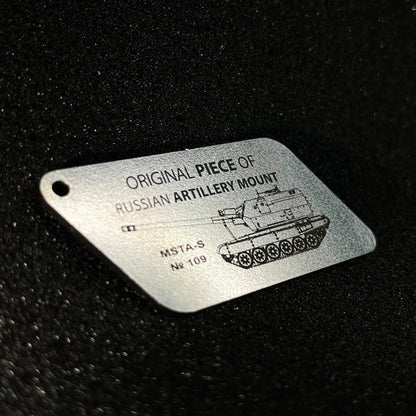 ORIGINAL PIECE OF
RUSSIAN ARTILLERY MOUNT
MSTA-S
№ 109